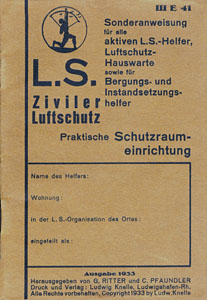 III E 41
Sonderanweisung
für alle
aktiven L.S.-Helfer,
Luftschutz-
Hauswarte
sowie für
Bergungs- und
Instandsetzungs-
helfer
L.S.
Ziviler
Luftschutz
Praktische Schutzraum-
einrichtung
Name des Helfers:
Wohnung:
in der L.S.-Organisation des Ortes:
eingeteilt als:
Ausgabe 1933
Herausgegeben von G. RITTER und C. PFAUNDLER
Druck und Verlag: Ludwig Knelle, Ludwigshafen-Rh.
Alle Rechte vorbehalten, Copyright 1933 by Ludw. Knelle